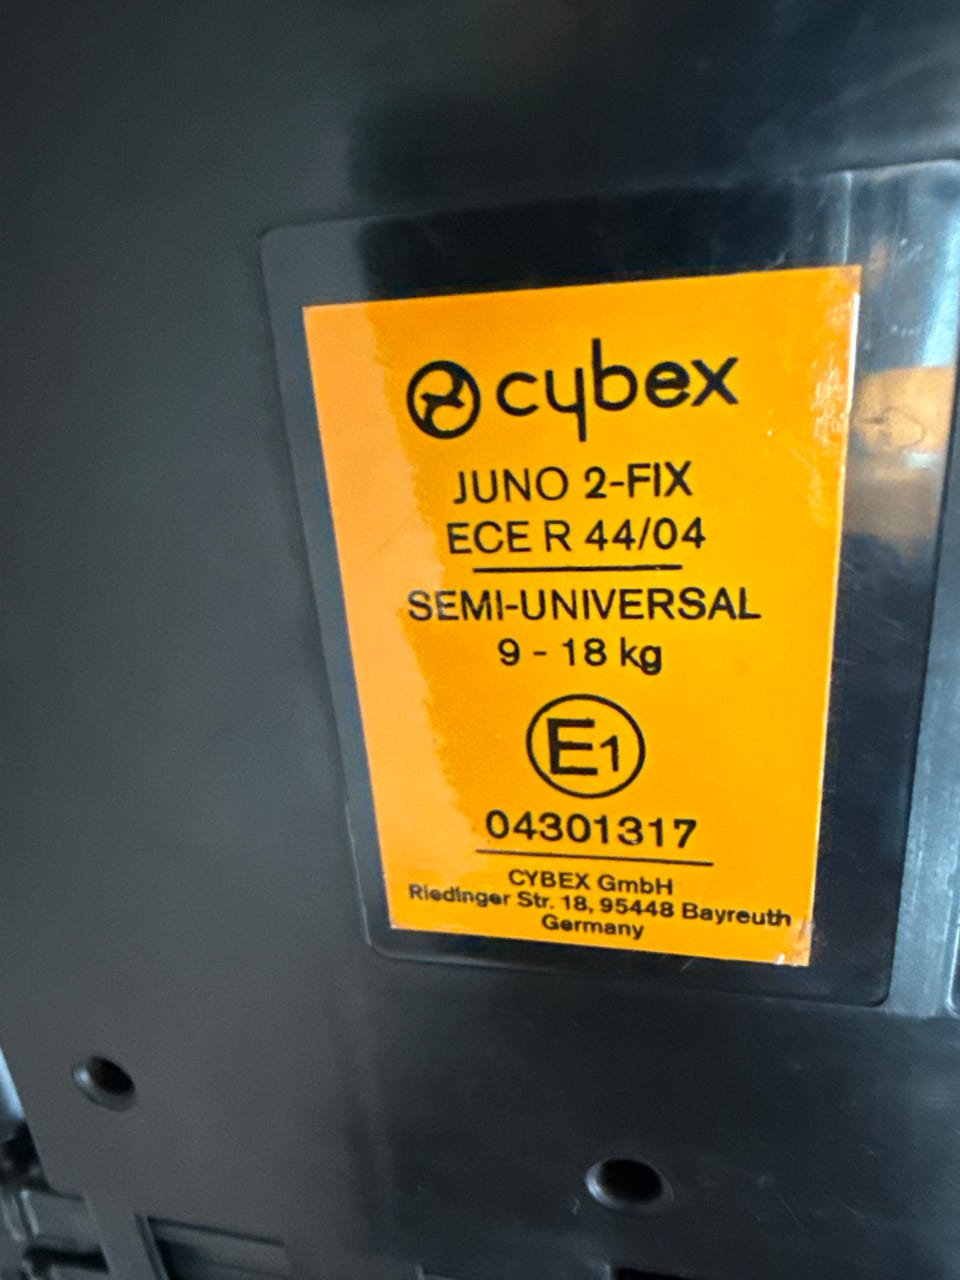 cybex
JUNO 2-FIX
ECE R 44/04
SEMI-UNIVERSAL
9 - 18 kg
E1
04301317
CYBEX GmbH
Riedinger Str. 18, 95448 Bayreuth
Germany